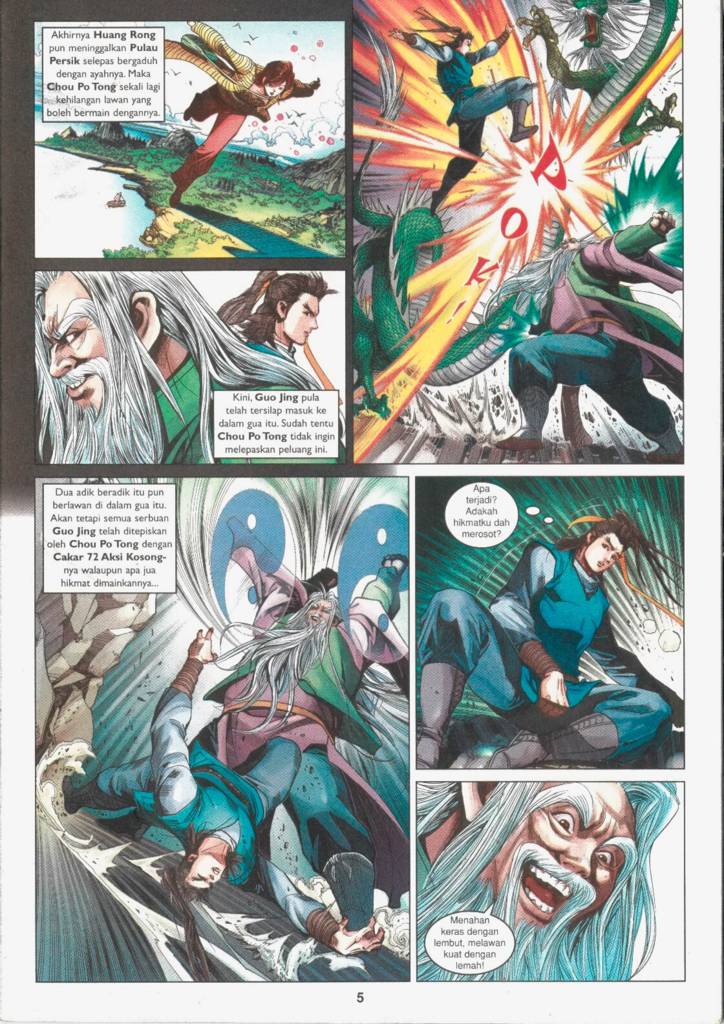 Akhirnya Huang Rong
pun meninggalkan Pulau
Persik selepas bergaduh
dengan ayahnya. Maka
Chou Po Tong sekali lagi
kehilangan lawan yang
boleh bermain dengannya.
POK!
Kini, Guo Jing pula
telah tersilap masuk ke
dalam gua itu. Sudah tentu
Chou Po Tong tidak ingin
melepaskan peluang ini.
Dua adik beradik itu pun
berlawan di dalam gua itu.
Akan tetapi semua serbuan
Guo Jing telah ditepiskan
oleh Chou Po Tong dengan
Cakar 72 Aksi Kosong-
nya walaupun apa jua
hikmat dimainkannya...
Apa
terjadi?
Adakah
hikmatku dah
merosot?
Menahan
keras dengan
lembut, melawan
kuat dengan
lemah!
5